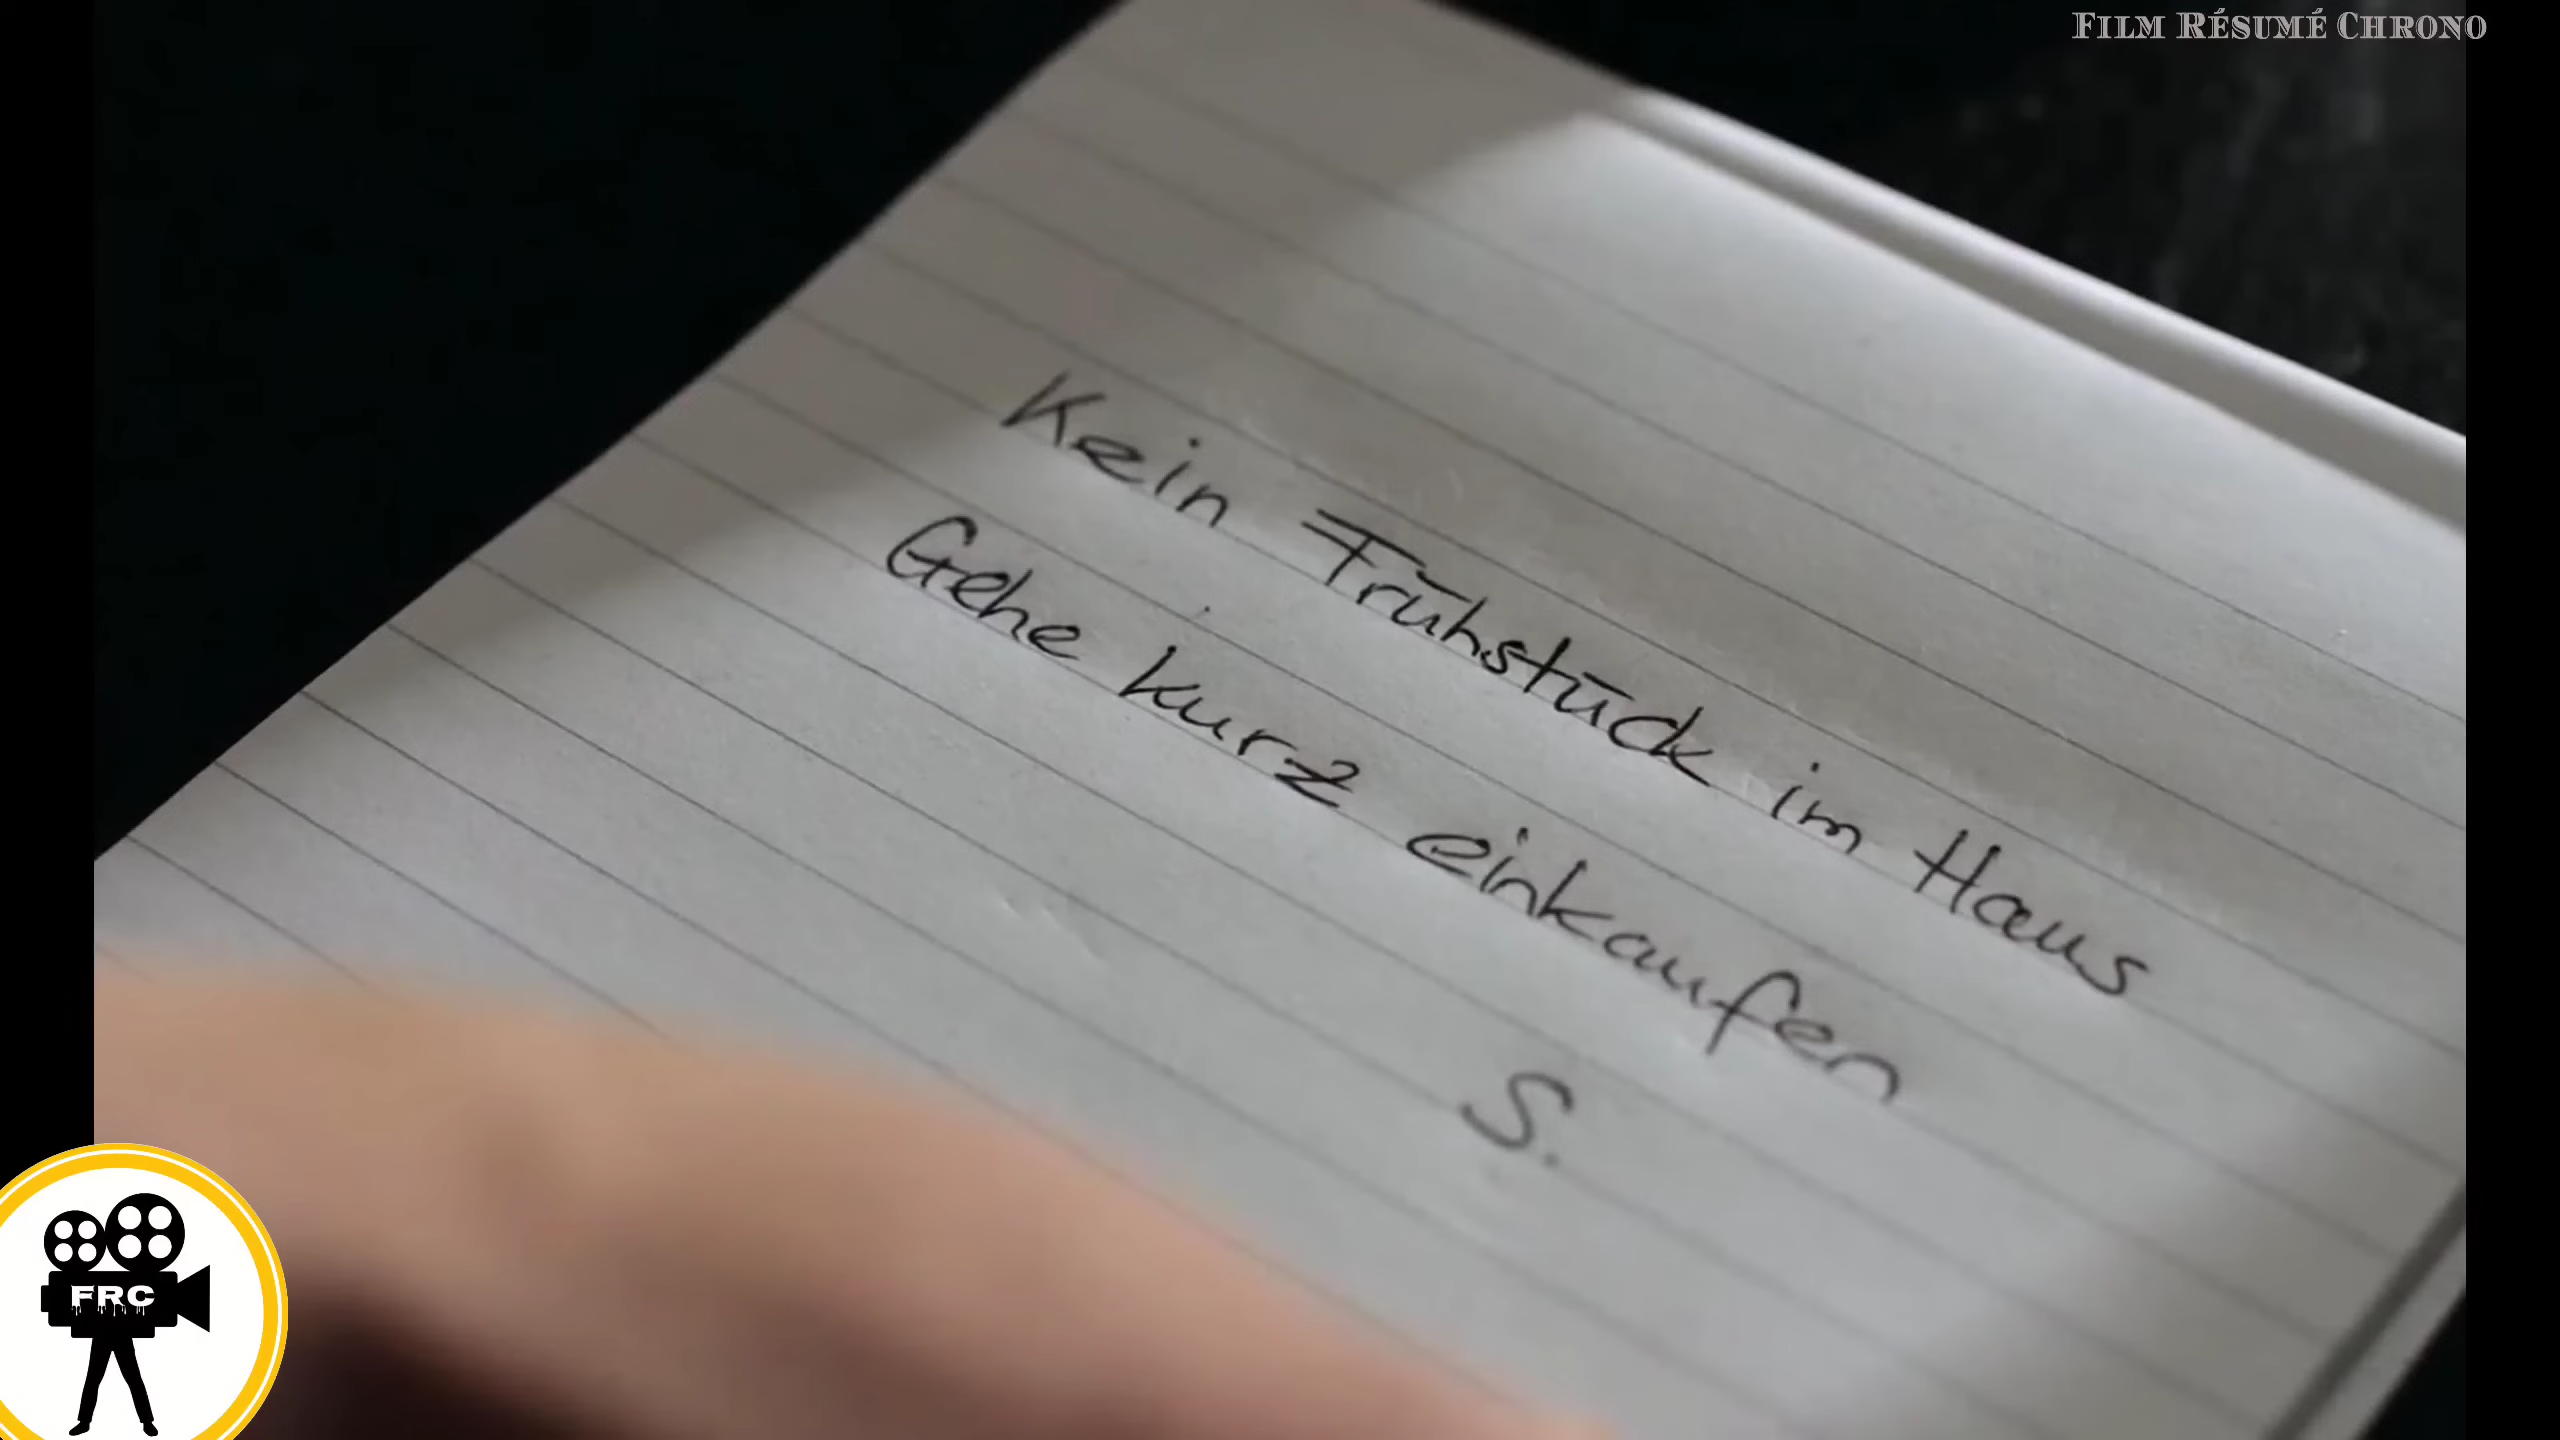 FILM RÉSUMÉ CHRONO
Kein Frühstück im Haus
Gehe kurz einkaufen
S.
FRC